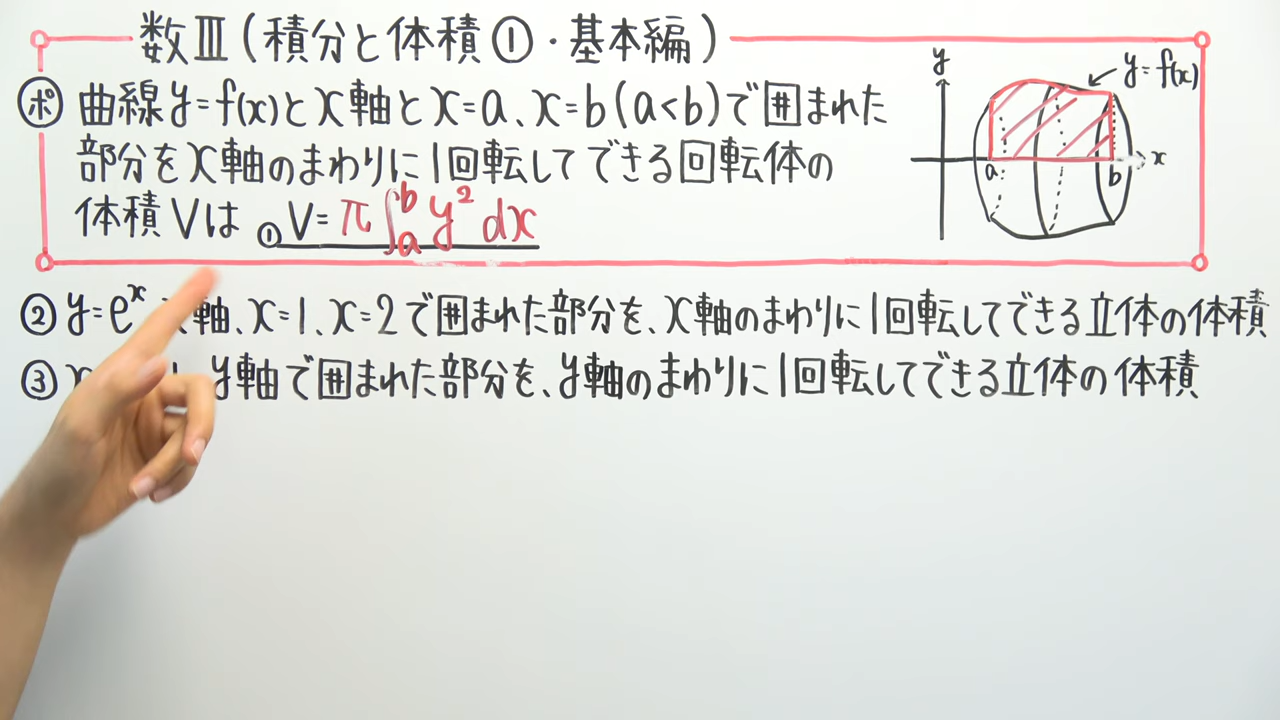 数Ⅲ(積分と体積①・基本編)
ポ 曲線y=f(x)とx軸とx=a、x=b(a<b)で囲まれた
部分をx軸のまわりに1回転してできる回転体の
体積Vは ①V=π∫_a^b y² dx
y
y=f(x)
a
b
x
② y=e^x 軸、x=1、x=2で囲まれた部分を、x軸のまわりに1回転してできる立体の体積
③ y軸で囲まれた部分を、y軸のまわりに1回転してできる立体の体積